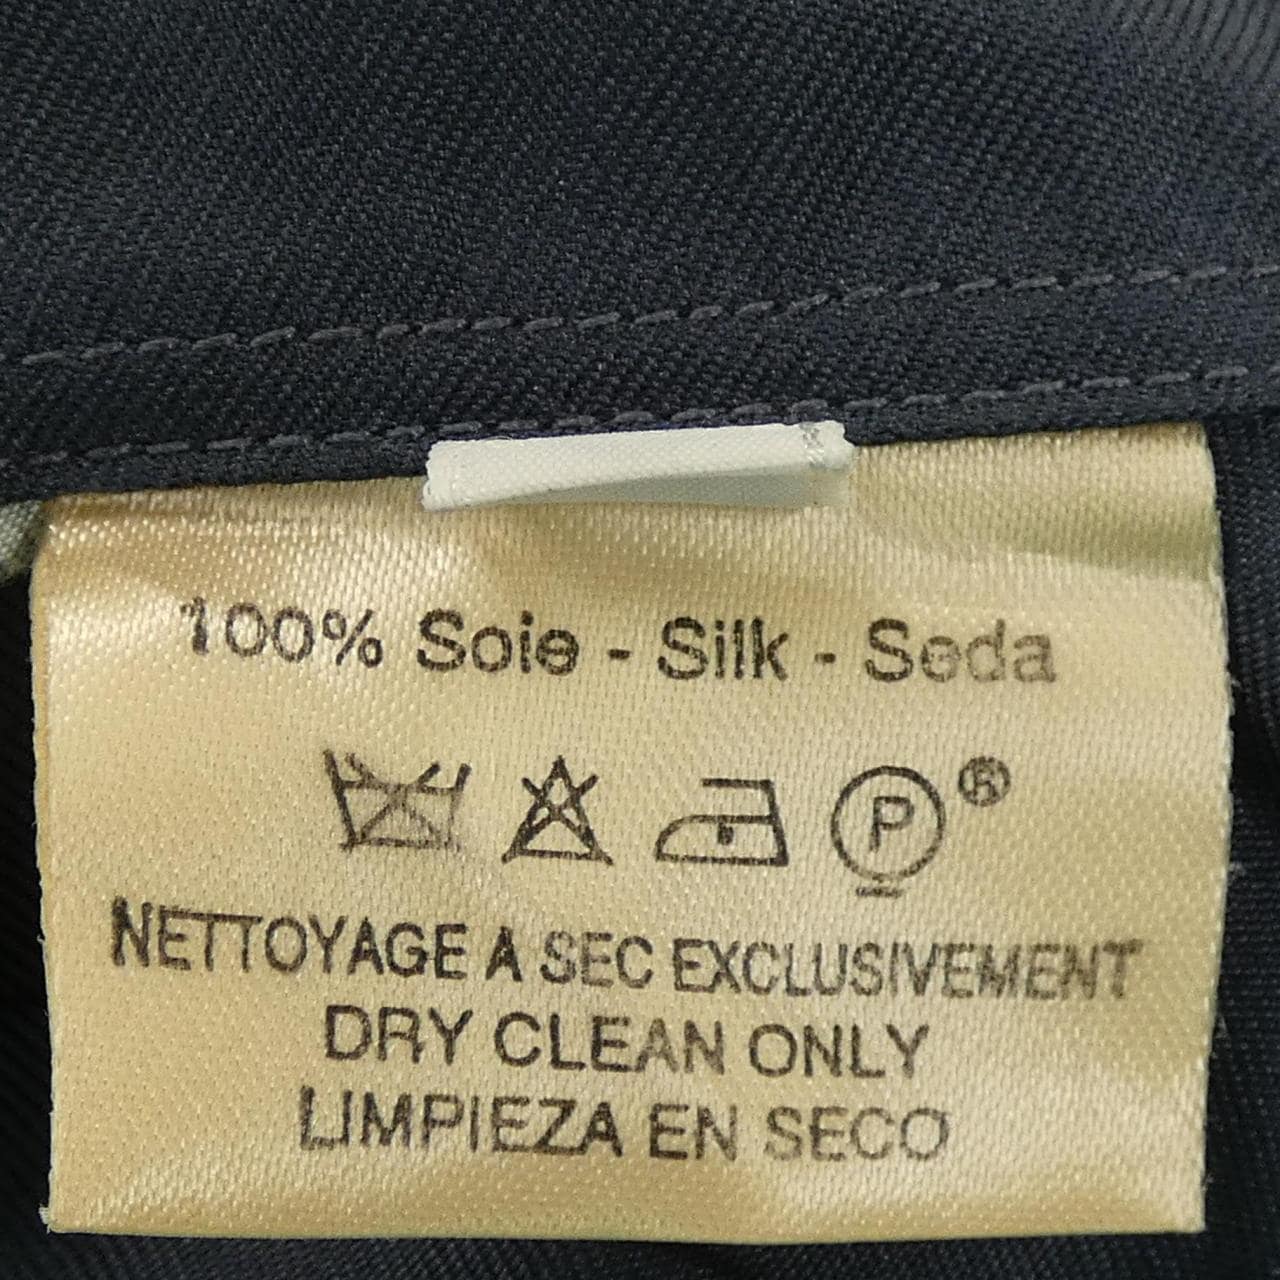 100% Soie - Silk - Seda
P ®
NETTOYAGE A SEC EXCLUSIVEMENT
DRY CLEAN ONLY
LIMPIEZA EN SECO